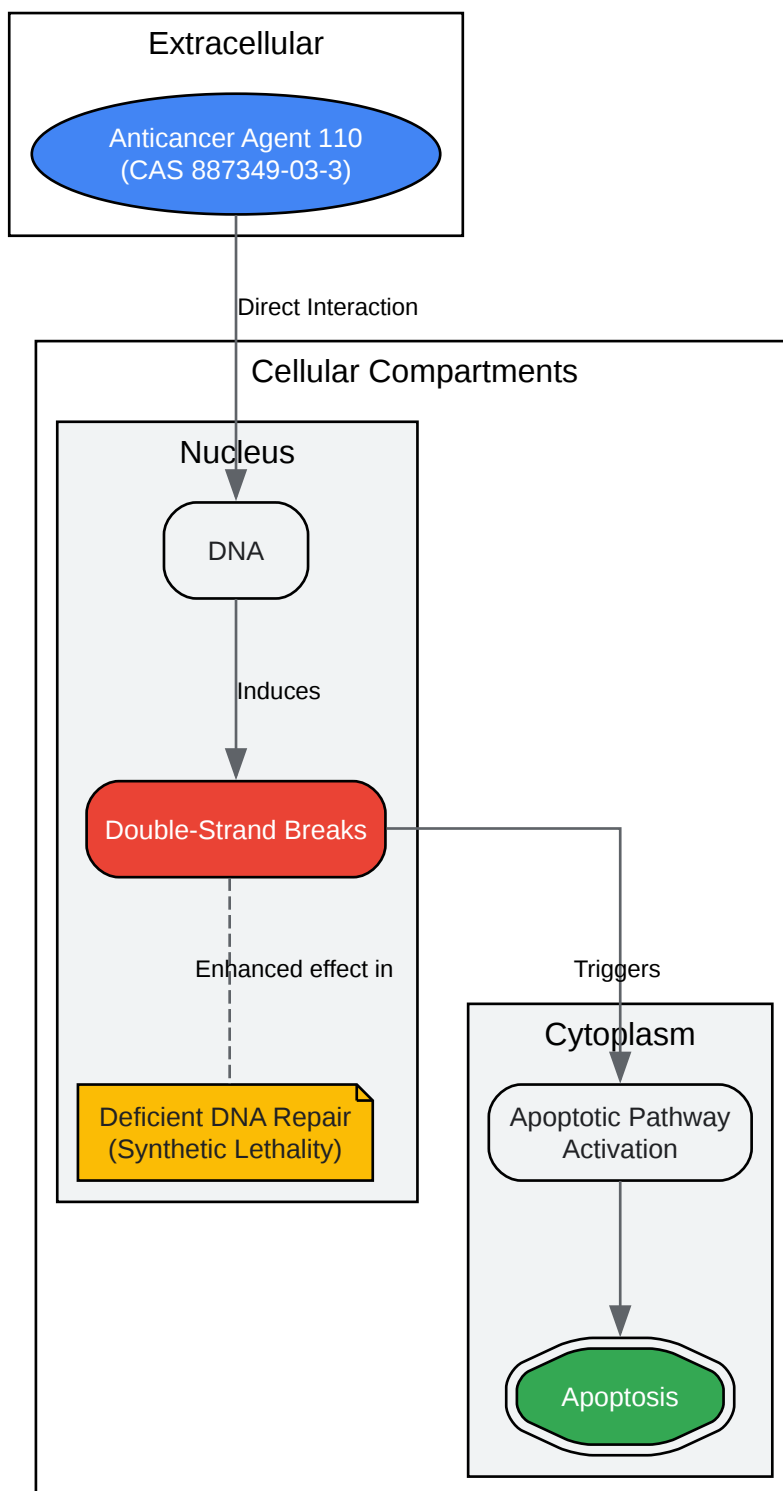 Extracellular
Anticancer Agent 110
(CAS 887349-03-3)
Direct Interaction
Cellular Compartments
Nucleus
DNA
Induces
Double-Strand Breaks
Enhanced effect in
Triggers
Cytoplasm
Deficient DNA Repair
(Synthetic Lethality)
Apoptotic Pathway
Activation
Apoptosis